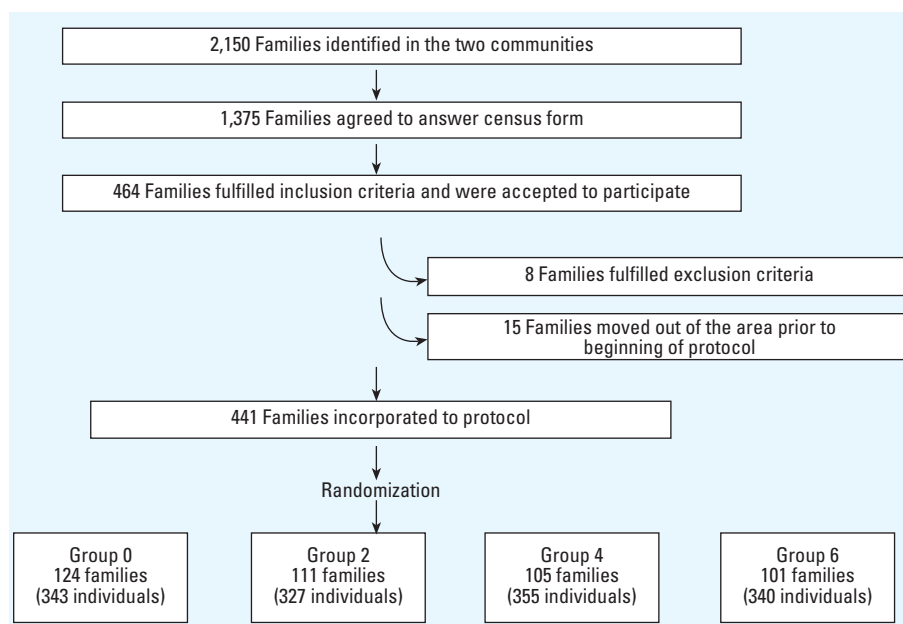 2,150 Families identified in the two communities
1,375 Families agreed to answer census form
464 Families fulfilled inclusion criteria and were accepted to participate
8 Families fulfilled exclusion criteria
15 Families moved out of the area prior to
beginning of protocol
441 Families incorporated to protocol
Randomization
Group 0
124 families
(343 individuals)
Group 2
111 families
(327 individuals)
Group 4
105 families
(355 individuals)
Group 6
101 families
(340 individuals)